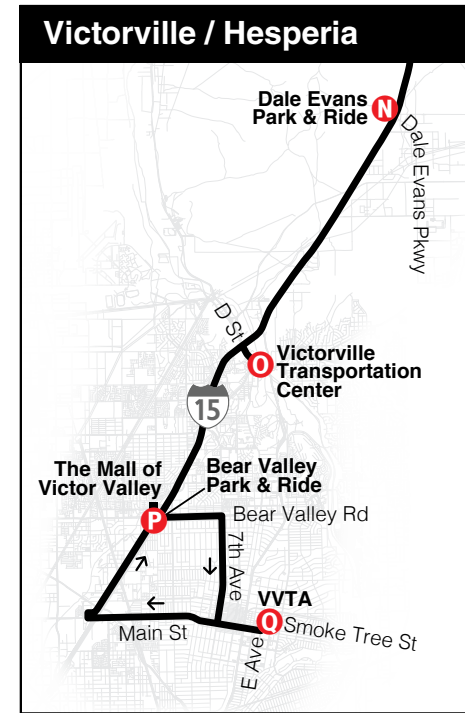 Victorville / Hesperia
Dale Evans
Park & Ride
N
Dale Evans Pkwy
D St
O
Victorville
Transportation
Center
15
The Mall of
Victor Valley
Bear Valley
Park & Ride
P
Bear Valley Rd
7th Ave
VVTA
Q
Smoke Tree St
Main St
E Ave